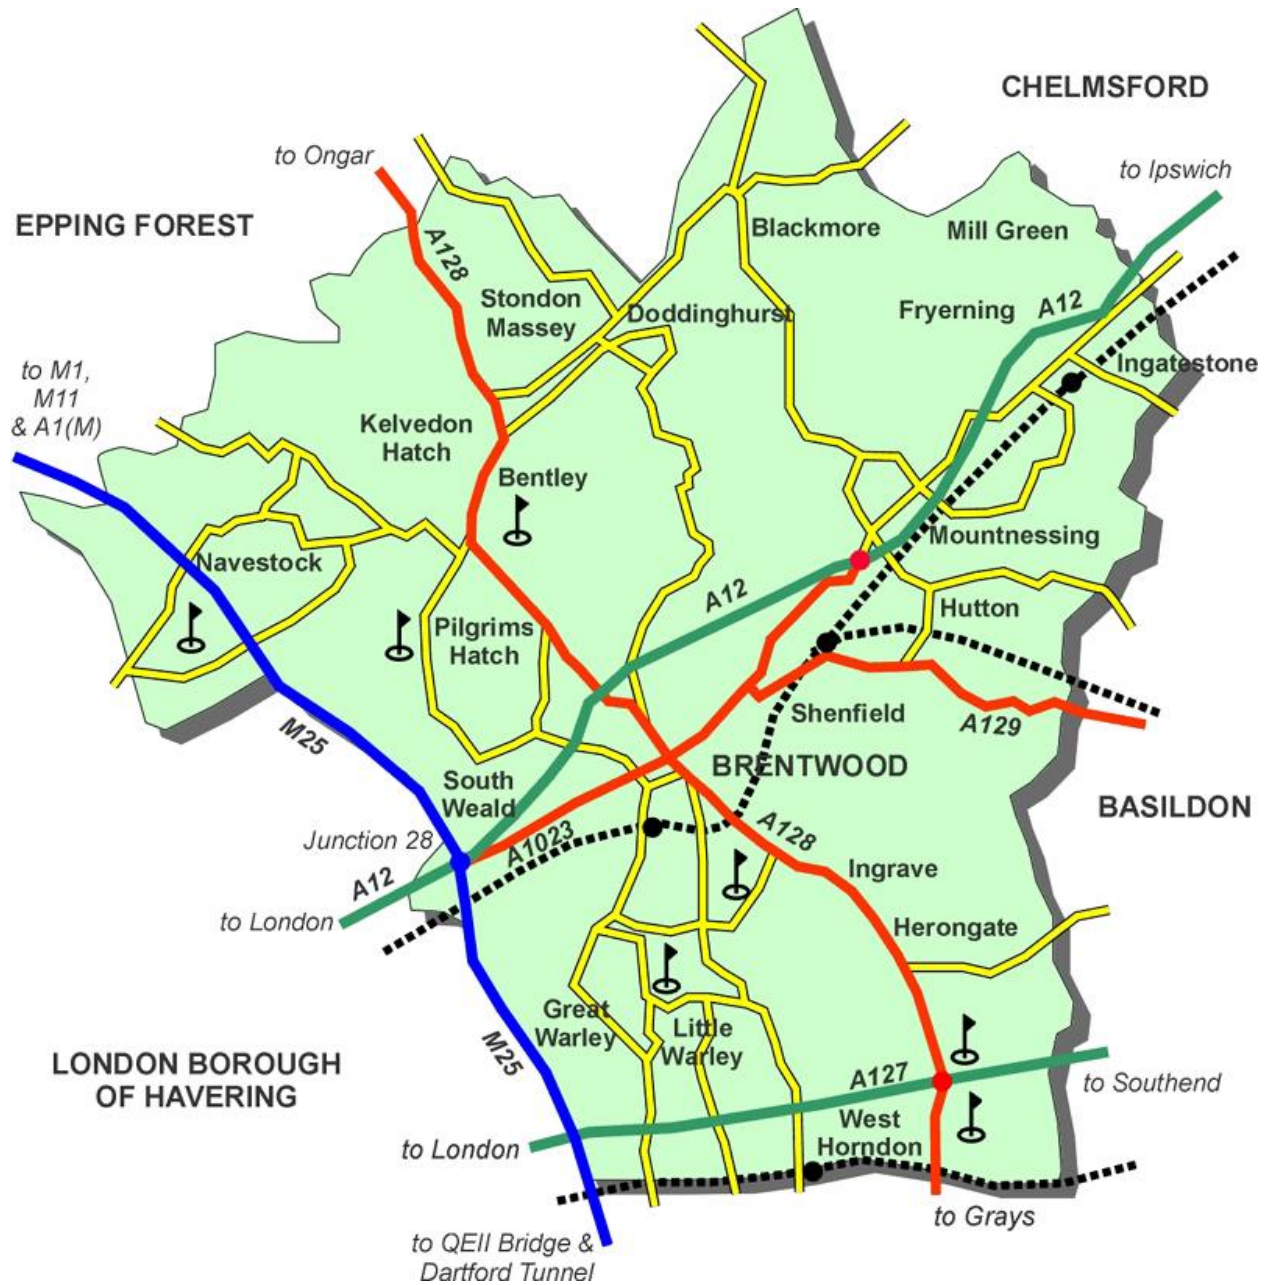 CHELMSFORD
to Ongar
to Ipswich
EPPING FOREST
Blackmore
Mill Green
A128
Stondon
Massey
Doddinghurst
Fryerning
A12
to M1,
M11
& A1(M)
Ingatestone
Kelvedon
Hatch
Bentley
Navestock
Mountnessing
A12
Hutton
Pilgrims
Hatch
M25
Shenfield
A129
BRENTWOOD
South
Weald
BASILDON
Junction 28
A1023
A128
Ingrave
A12
to London
Herongate
Great
Warley
Little
Warley
M25
LONDON BOROUGH
OF HAVERING
A127
to Southend
to London
West
Horndon
to Grays
to QEII Bridge &
Dartford Tunnel